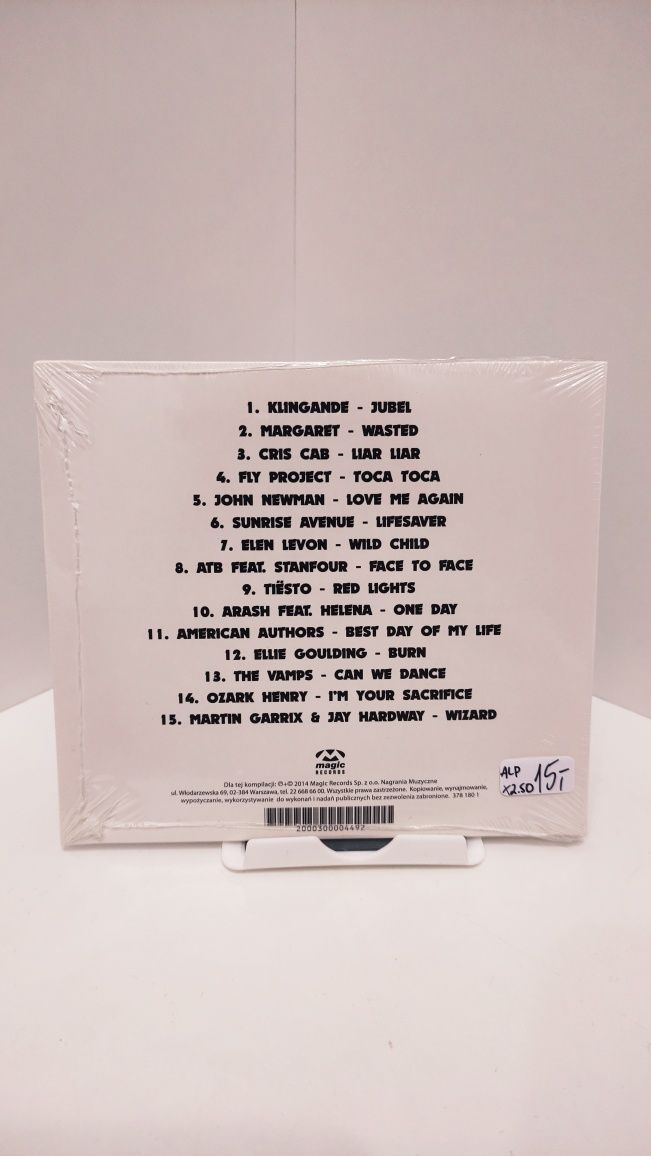 1. KLINGANDE - JUBEL
2. MARGARET - WASTED
3. CRIS CAB - LIAR LIAR
4. FLY PROJECT - TOCA TOCA
5. JOHN NEWMAN - LOVE ME AGAIN
6. SUNRISE AVENUE - LIFESAVER
7. ELEN LEVON - WILD CHILD
8. ATB FEAT. STANFOUR - FACE TO FACE
9. TIËSTO - RED LIGHTS
10. ARASH FEAT. HELENA - ONE DAY
11. AMERICAN AUTHORS - BEST DAY OF MY LIFE
12. ELLIE GOULDING - BURN
13. THE VAMPS - CAN WE DANCE
14. OZARK HENRY - I'M YOUR SACRIFICE
15. MARTIN GARRIX & JAY HARDWAY - WIZARD
magic
RECORDS
Dla tej kompilacji: ℗+© 2014 Magic Records Sp. z o.o. Nagrania Muzyczne
ul. Włodarzewska 69, 02-384 Warszawa, tel. 22 668 66 00. Wszystkie prawa zastrzeżone. Kopiowanie, wynajmowanie,
wypożyczanie, wykorzystywanie do wykonań i nadań publicznych bez zezwolenia zabronione. 378 180 1
2000300004492
ALP
x2.50 15,-